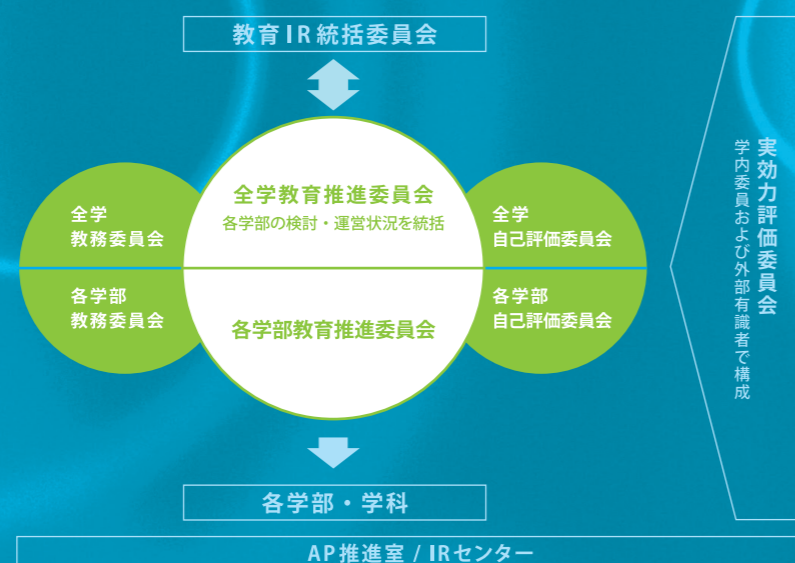 教育IR統括委員会
全学教育推進委員会
各学部の検討・運営状況を統括
全学
教務委員会
全学
自己評価委員会
各学部
教務委員会
各学部教育推進委員会
各学部
自己評価委員会
各学部・学科
実効力評価委員会
学内委員および外部有識者で構成
AP推進室 / IRセンター